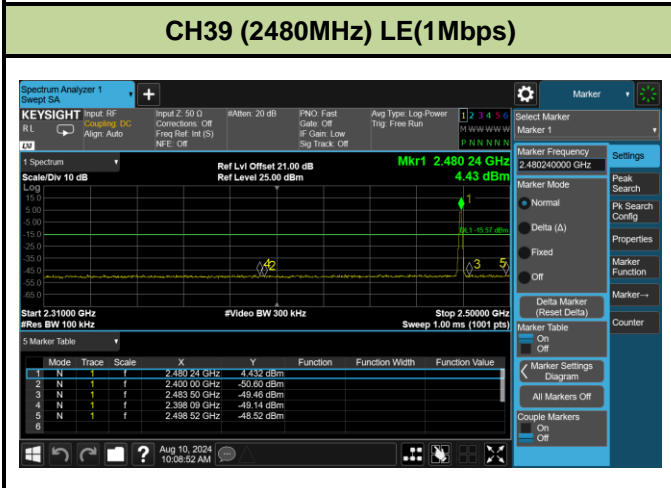 CH39 (2480MHz) LE(1Mbps)
Spectrum Analyzer 1
Swept SA
+
Marker
KEYSIGHT
RL
LXI
Input: RF
Coupling: DC
Align: Auto
Input Z: 50 Ω
Corrections: Off
Freq Ref: Int (S)
NFE: Off
#Atten: 20 dB
PNO: Fast
Gate: Off
IF Gain: Low
Sig Track: Off
Avg Type: Log-Power
Trig: Free Run
1 2 3 4 5 6
M W W W W W
P N N N N N
Select Marker
Marker 1
1 Spectrum
Scale/Div 10 dB
Log
Ref Lvl Offset 21.00 dB
Ref Level 25.00 dBm
Mkr1 2.480 24 GHz
4.43 dBm
15.0
5.00
-5.00
-15.0
-25.0
-35.0
-45.0
-55.0
-65.0
1
DL1 -15.57 dBm
4 2
3
5
Start 2.31000 GHz
#Res BW 100 kHz
#Video BW 300 kHz
Stop 2.50000 GHz
Sweep 1.00 ms (1001 pts)
5 Marker Table
Mode Trace Scale X Y Function Function Width Function Value
1 N 1 f 2.480 24 GHz 4.432 dBm
2 N 1 f 2.400 00 GHz -50.60 dBm
3 N 1 f 2.483 50 GHz -49.46 dBm
4 N 1 f 2.398 09 GHz -49.14 dBm
5 N 1 f 2.498 52 GHz -48.52 dBm
6
Marker Frequency
2.480240000 GHz
Marker Mode
Normal
Delta (Δ)
Fixed
Off
Delta Marker
(Reset Delta)
Marker Table
On
Off
Marker Settings
Diagram
All Markers Off
Couple Markers
On
Off
Settings
Peak
Search
Pk Search
Config
Properties
Marker
Function
Marker→
Counter
?
Aug 10, 2024
10:08:52 AM